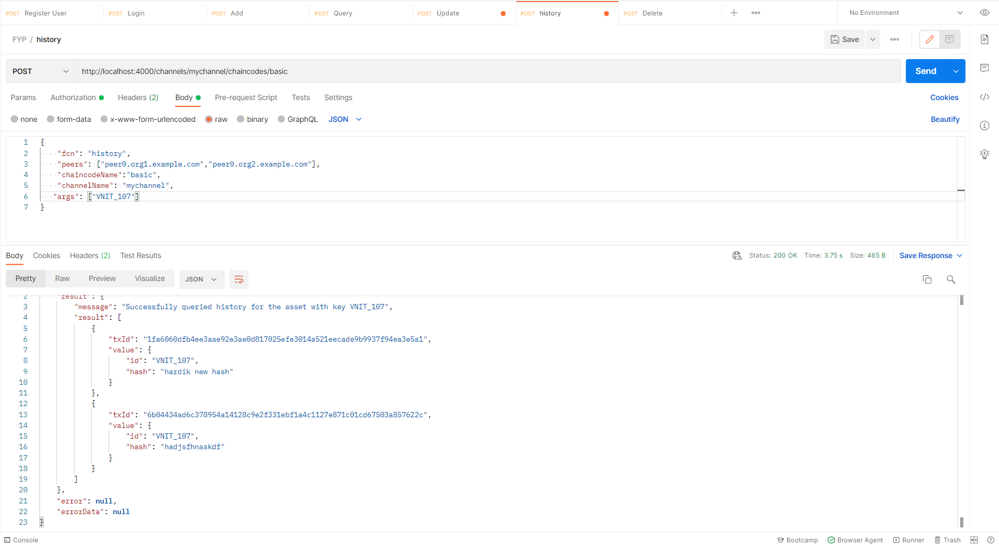 POST Register User POST Login POST Add POST Query POST Update POST history POST Delete No Environment
FYP / history Save
POST http://localhost:4000/channels/mychannel/chaincodes/basic Send
Params Authorization Headers (2) Body Pre-request Script Tests Settings Cookies
none form-data x-www-form-urlencoded raw binary GraphQL JSON Beautify
1 {
2 "fcn": "history",
3 "peers": ["peer0.org1.example.com","peer0.org2.example.com"],
4 "chaincodeName":"basic",
5 "channelName": "mychannel",
6 "args": ["VNIT_107"]
7 }
Body Cookies Headers (2) Test Results Status: 200 OK Time: 3.75 s Size: 465 B Save Response
Pretty Raw Preview Visualize JSON
2 "result": {
3 "message": "Successfully queried history for the asset with key VNIT_107",
4 "result": [
5 {
6 "txId": "1fa6060dfb4ee3aae92e3ae0d817025efe3014a521eecade9b9937f94ea3e5a1",
7 "value": {
8 "id": "VNIT_107",
9 "hash": "hardik new hash"
10 }
11 },
12 {
13 "txId": "6b04434ad6c378954a14128c9e2f331ebf1a4c1127e871c01cd67503a857622c",
14 "value": {
15 "id": "VNIT_107",
16 "hash": "hadjsfhnaskdf"
17 }
18 }
19 ]
20 },
21 "error": null,
22 "errorData": null
23 }
Console Bootcamp Browser Agent Runner Trash